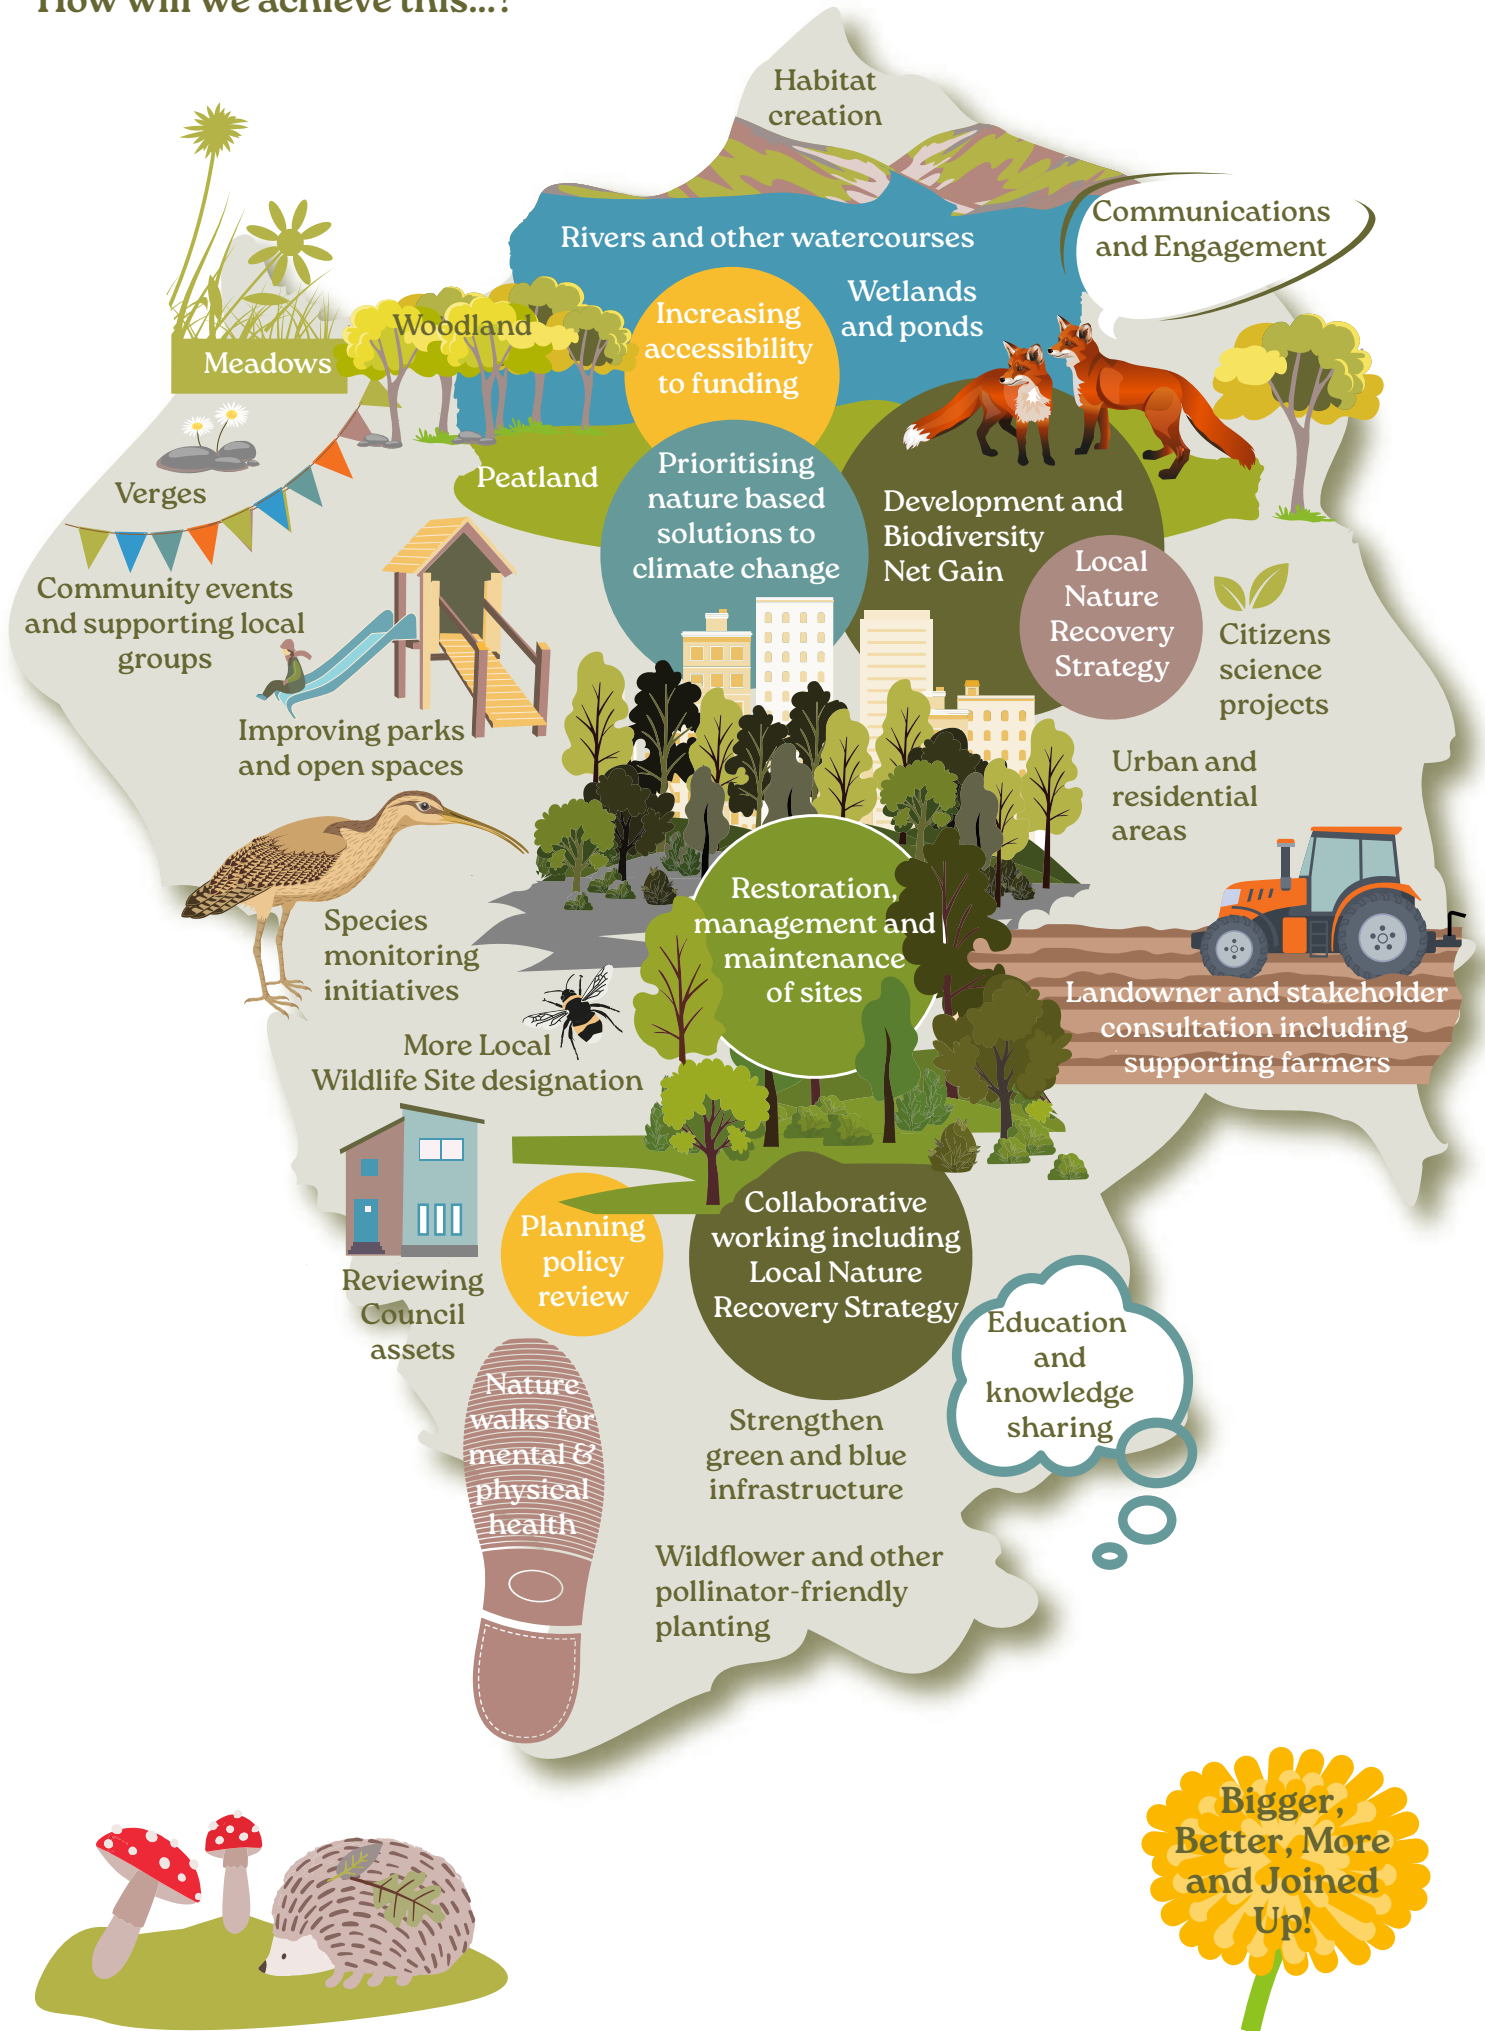 How will we achieve this...?
Habitat
creation
Communications
and Engagement
Rivers and other watercourses
Wetlands
and ponds
Increasing
accessibility
to funding
Woodland
Meadows
Verges
Peatland
Prioritising
nature based
solutions to
climate change
Development and
Biodiversity
Net Gain
Local
Nature
Recovery
Strategy
Citizens
science
projects
Community events
and supporting local
groups
Improving parks
and open spaces
Urban and
residential
areas
Species
monitoring
initiatives
Restoration,
management and
maintenance
of sites
Landowner and stakeholder
consultation including
supporting farmers
More Local
Wildlife Site designation
Reviewing
Council
assets
Planning
policy
review
Collaborative
working including
Local Nature
Recovery Strategy
Education
and
knowledge
sharing
Nature
walks for
mental &
physical
health
Strengthen
green and blue
infrastructure
Wildflower and other
pollinator-friendly
planting
Bigger,
Better, More
and Joined
Up!